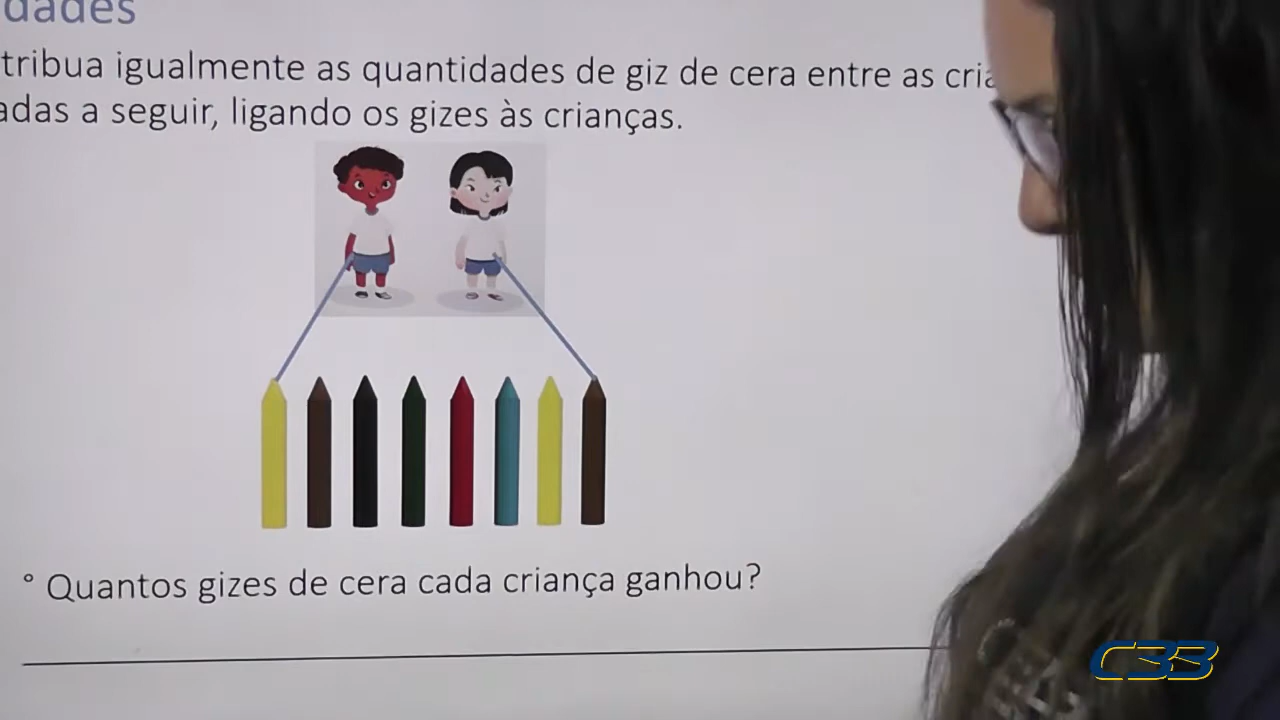 dades
tribua igualmente as quantidades de giz de cera entre as cria
adas a seguir, ligando os gizes às crianças.
° Quantos gizes de cera cada criança ganhou?
CBB